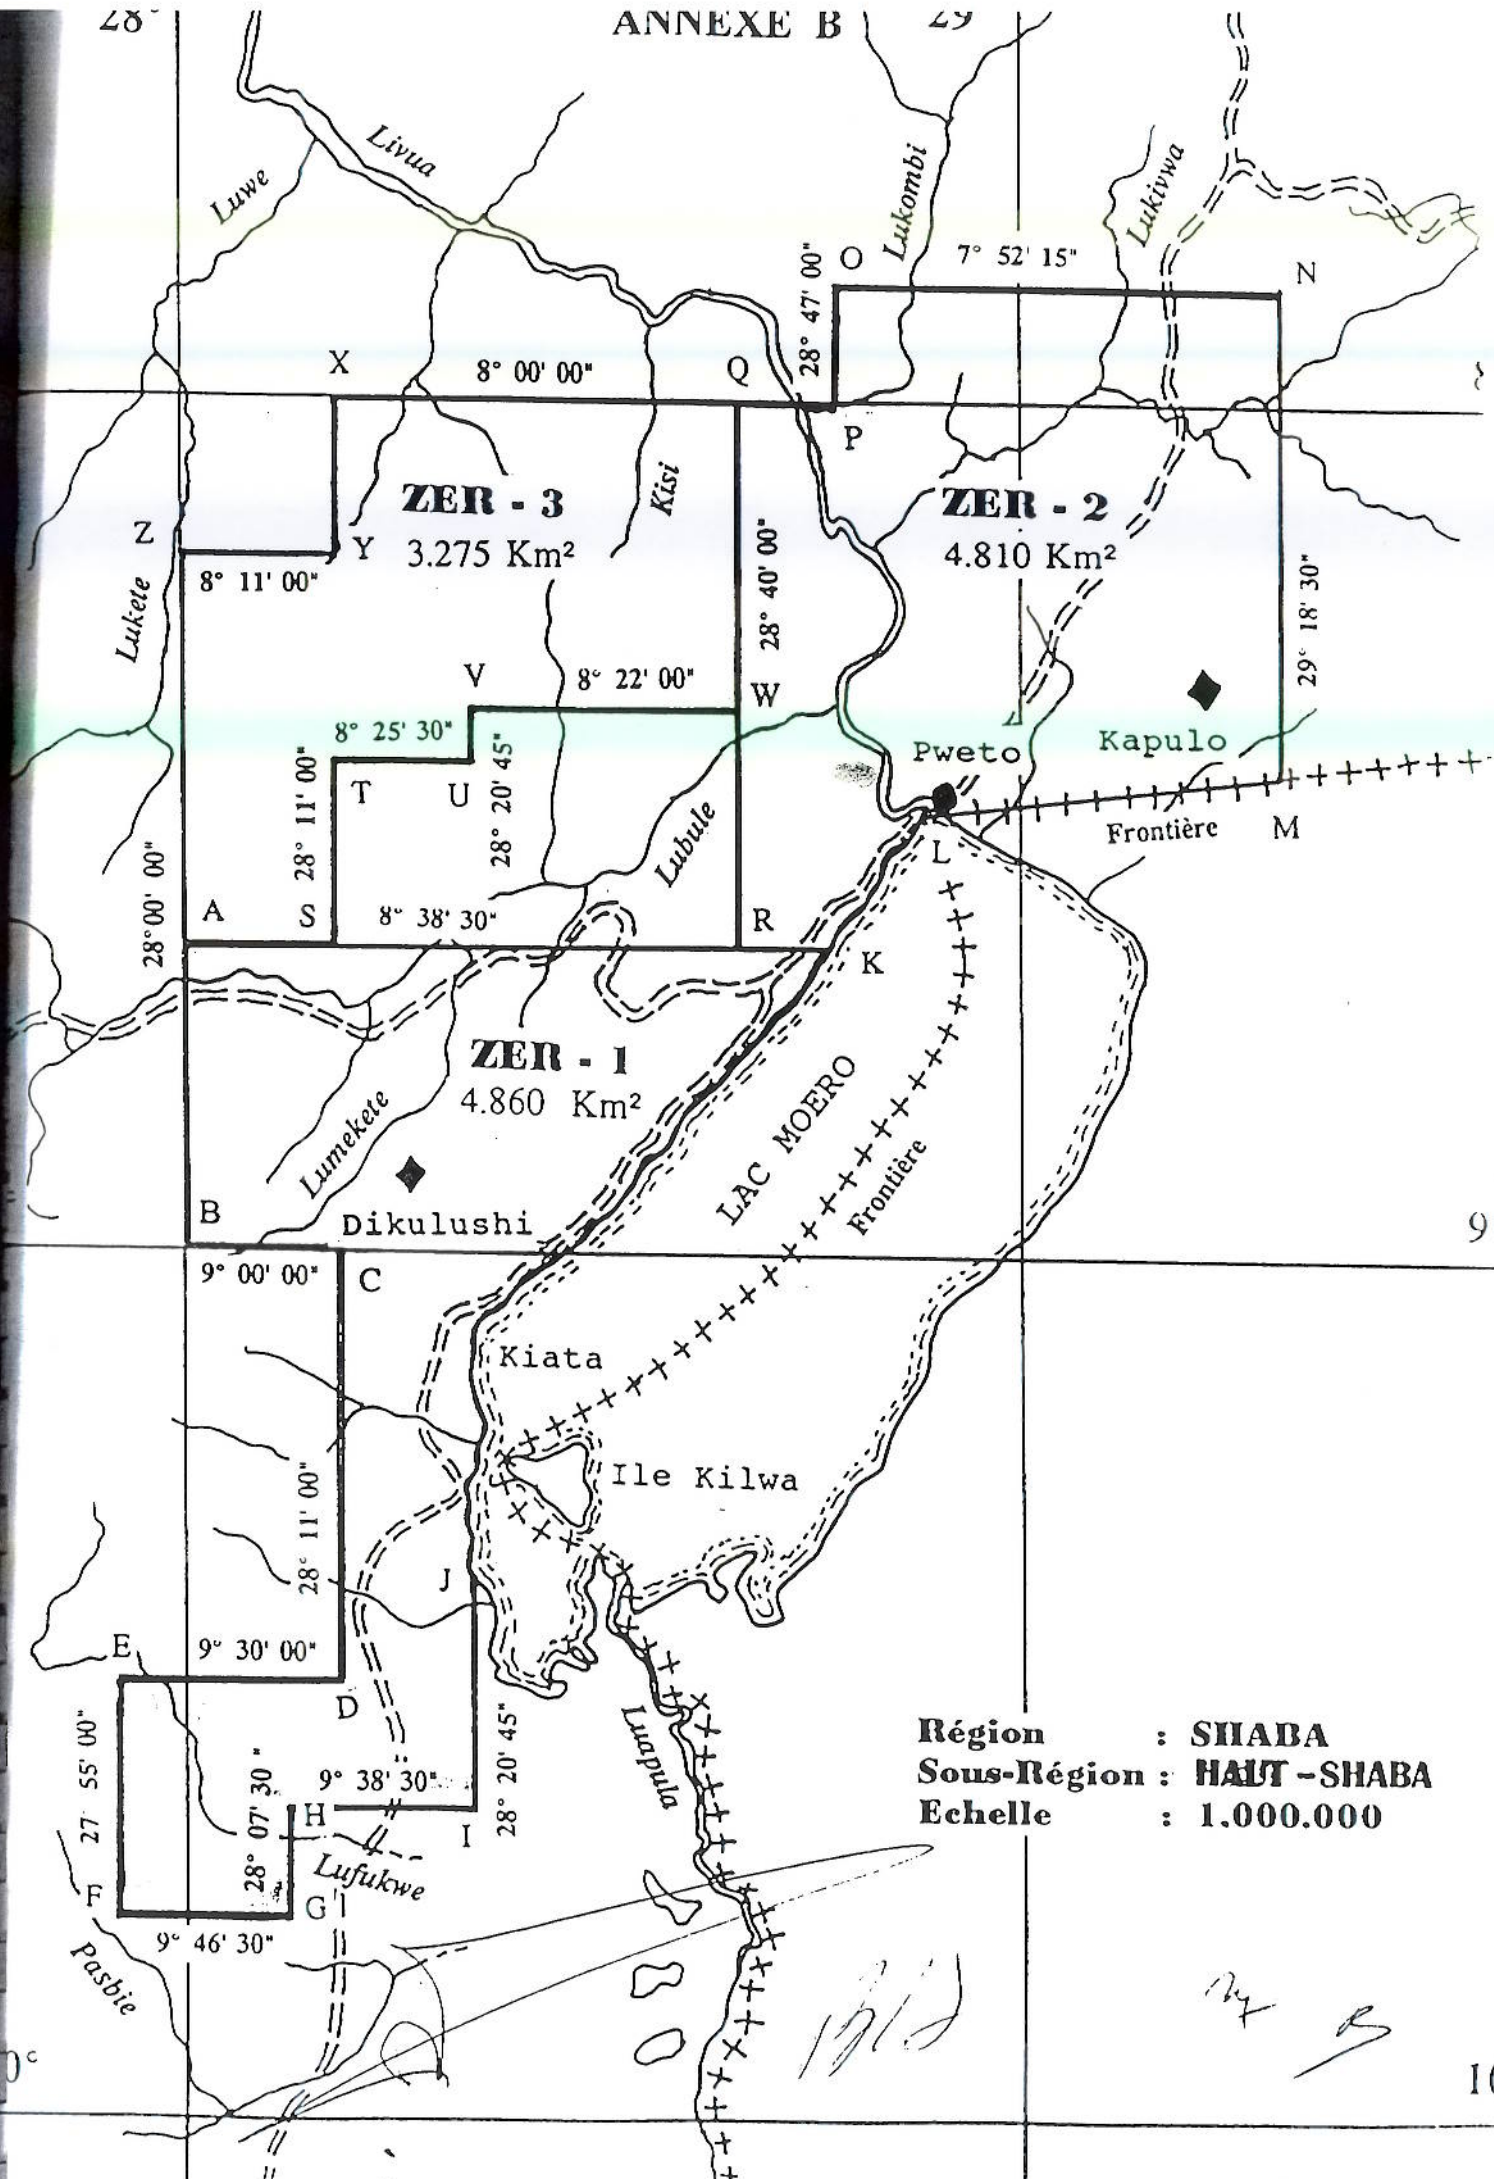 28°
ANNEXE B
29
Livua
Luwe
Lukombi
Lukivwa
28° 47' 00"
O
7° 52' 15"
N
X
8° 00' 00"
Q
P
ZER - 3
3.275 Km²
Kisi
ZER - 2
4.810 Km²
Z
Y
8° 11' 00"
Lukete
28° 40' 00"
29° 18' 30"
V
8° 22' 00"
W
8° 25' 30"
T
U
28° 11' 00"
28° 20' 45"
Pweto
Kapulo
Lubule
Frontière
M
L
28° 00' 00"
A
S
8° 38' 30"
R
K
ZER - 1
4.860 Km²
Lumekete
LAC MOERO
Frontière
B
Dikulushi
9
9° 00' 00"
C
Kiata
28° 11' 00"
Ile Kilwa
J
E
9° 30' 00"
D
27 55' 00"
28° 07' 30"
9° 38' 30"
H
I
28° 20' 45"
Luapula
Région : SHABA
Sous-Région : HAUT-SHABA
Echelle : 1.000.000
Lufukwe
F
G
9° 46' 30"
Pasbie
0°
10